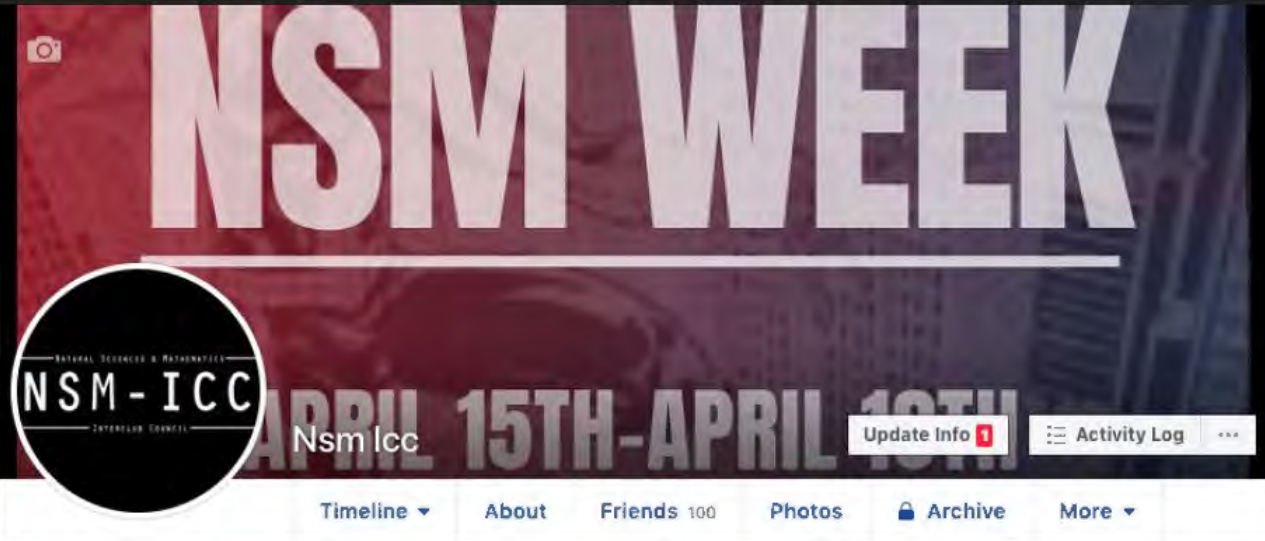 NSM WEEK
NATURAL SCIENCES & MATHEMATICS
NSM-ICC
INTERCLUB COUNCIL
APRIL 15TH-APRIL
Nsm Icc
Update Info 1
Activity Log
Timeline
About
Friends 100
Photos
Archive
More